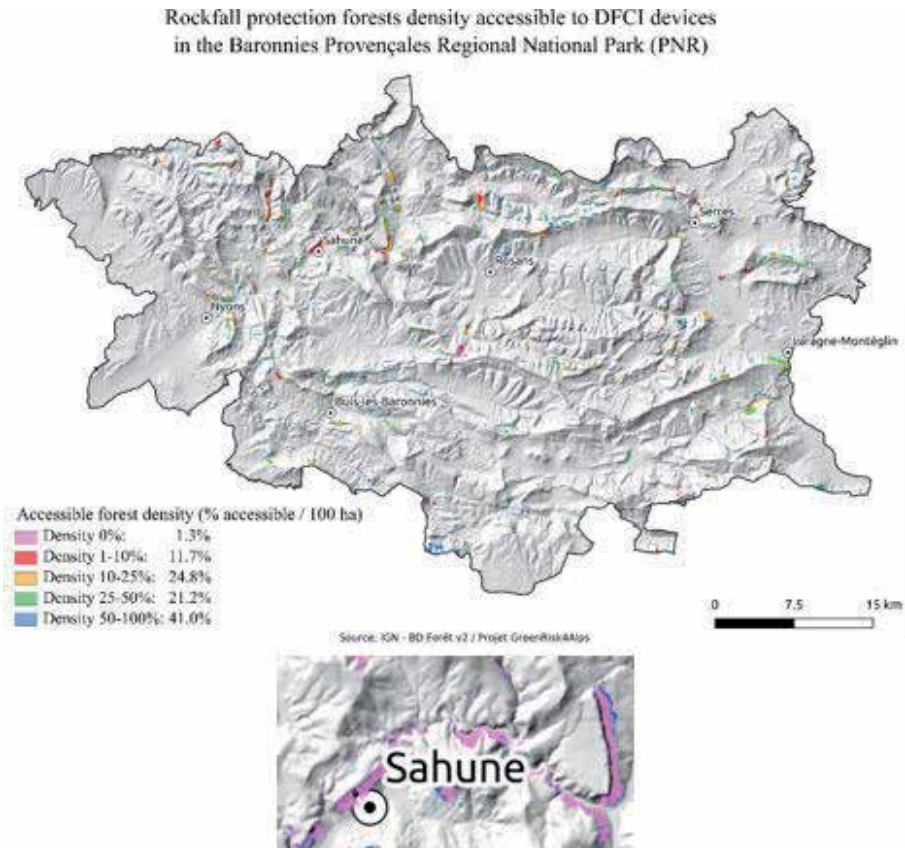 Rockfall protection forests density accessible to DFCI devices
in the Baronnies Provençales Regional National Park (PNR)
Serres
Sahune
Rosans
Nyons
Laragne-Montéglin
Buis-les-Baronnies
Accessible forest density (% accessible / 100 ha)
Density 0%: 1.3%
Density 1-10%: 11.7%
Density 10-25%: 24.8%
Density 25-50%: 21.2%
Density 50-100%: 41.0%
0 7.5 15 km
Source: IGN - BD Forêt v2 / Projet GreenRisk4Alps
Sahune